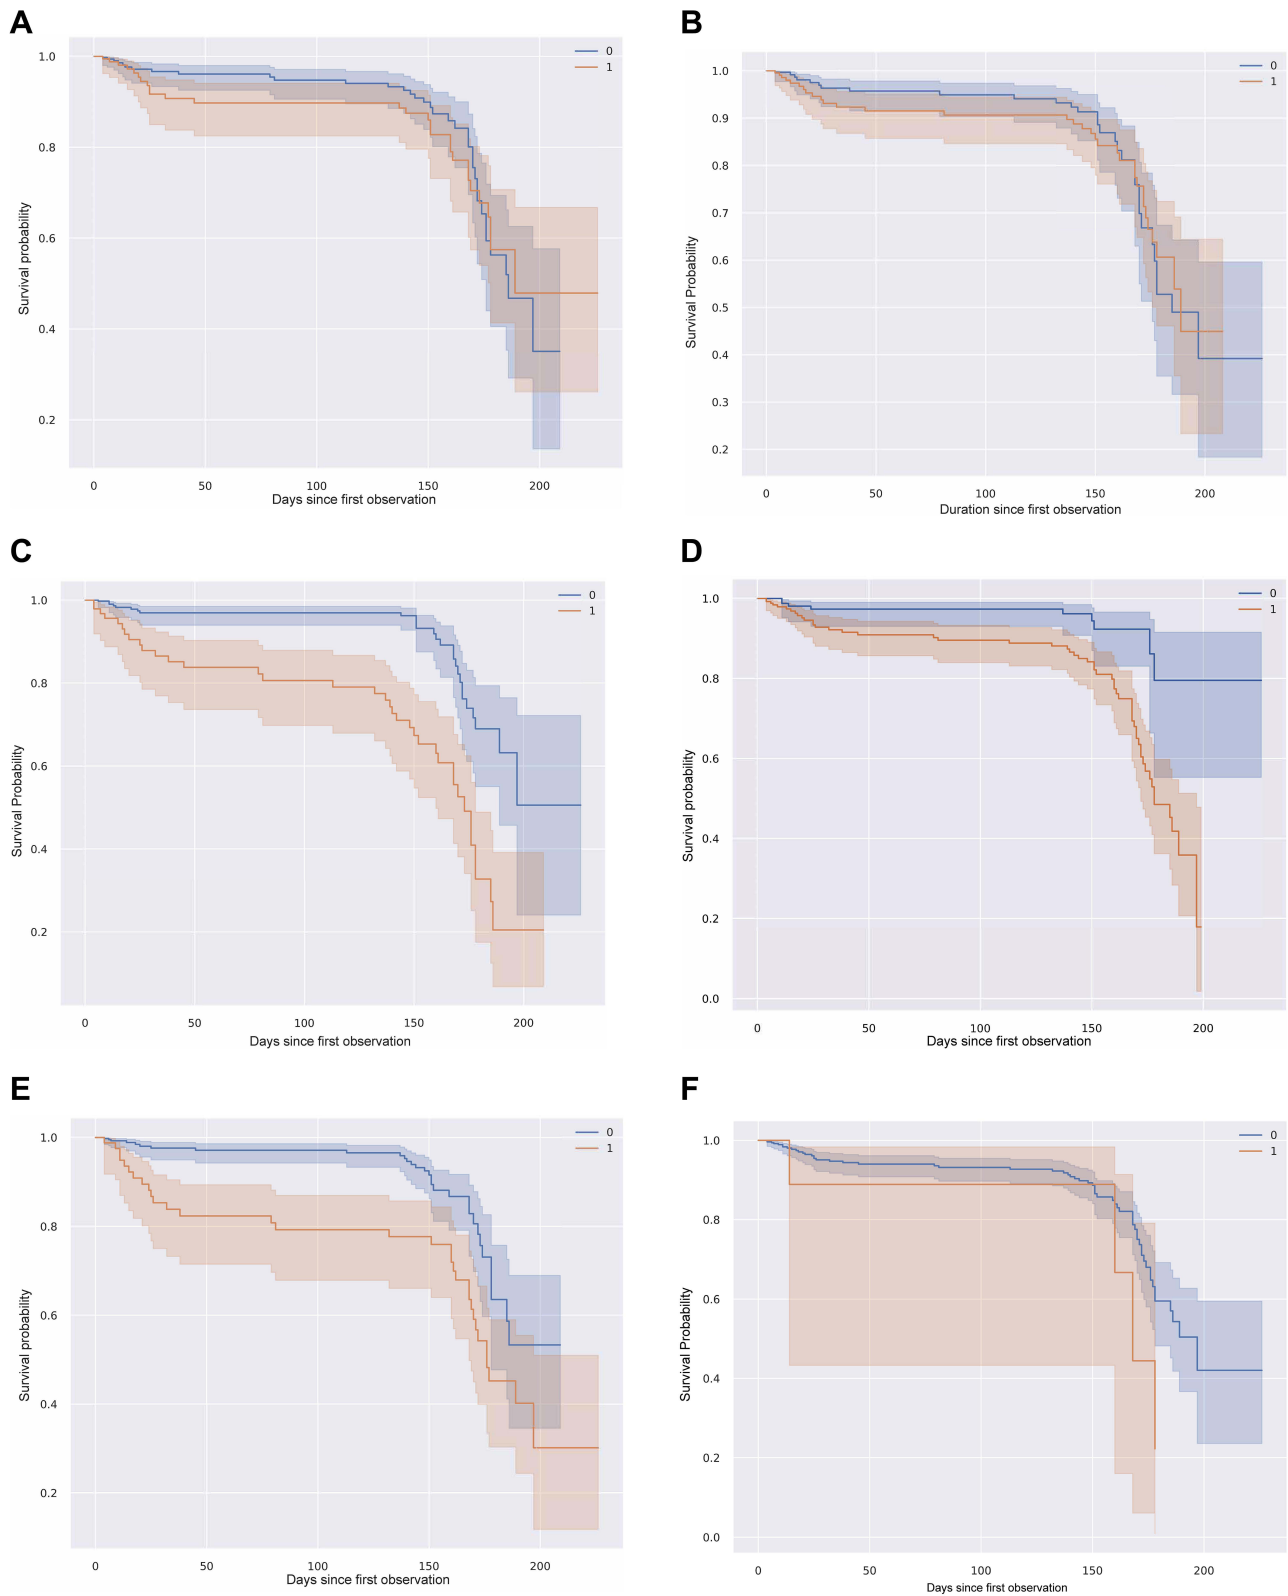 A
0
1
1.0
0.8
0.6
0.4
0.2
Survival probability
0 50 100 150 200
Days since first observation
B
0
1
1.0
0.9
0.8
0.7
0.6
0.5
0.4
0.3
0.2
Survival Probability
0 50 100 150 200
Duration since first observation
C
0
1
1.0
0.8
0.6
0.4
0.2
Survival Probability
0 50 100 150 200
Days since first observation
D
0
1
1.0
0.8
0.6
0.4
0.2
0.0
Survival probability
0 50 100 150 200
Days since first observation
E
0
1
1.0
0.8
0.6
0.4
0.2
Survival probability
0 50 100 150 200
Days since first observation
F
0
1
1.0
0.8
0.6
0.4
0.2
0.0
Survival Probability
0 50 100 150 200
Days since first observation